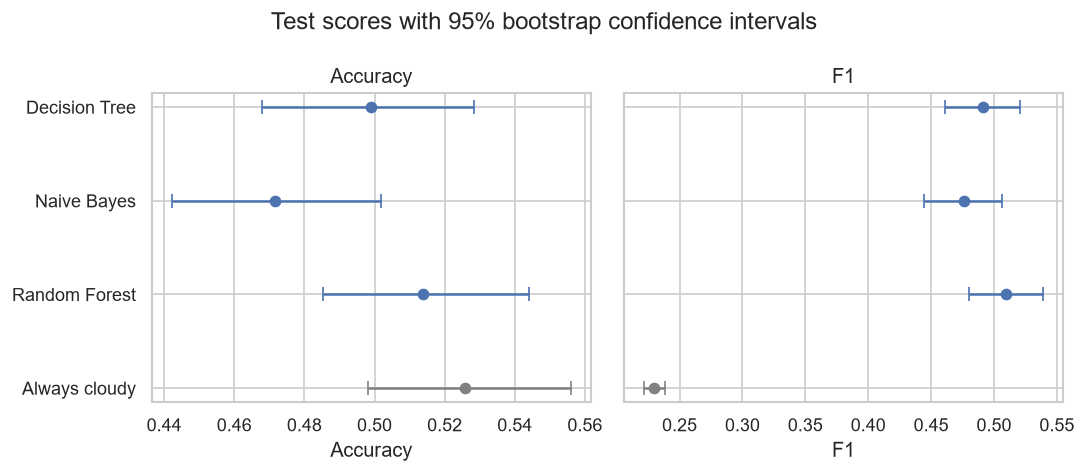 Test scores with 95% bootstrap confidence intervals
Accuracy
F1
Decision Tree
Naive Bayes
Random Forest
Always cloudy
0.44 0.46 0.48 0.50 0.52 0.54 0.56
0.25 0.30 0.35 0.40 0.45 0.50 0.55
Accuracy
F1